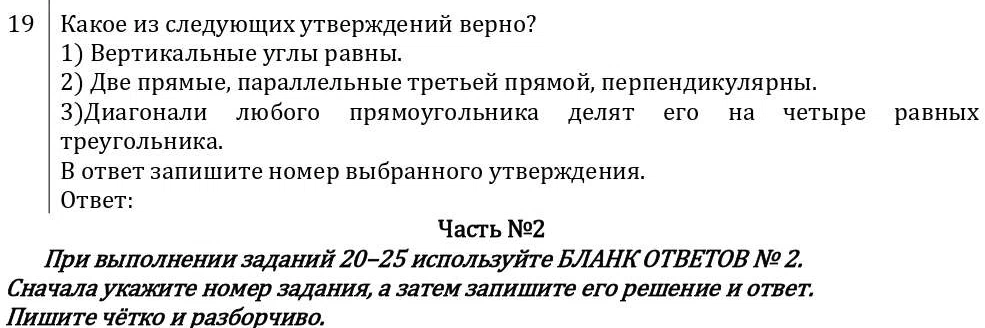 19 Какое из следующих утверждений верно?
1) Вертикальные углы равны.
2) Две прямые, параллельные третьей прямой, перпендикулярны.
3)Диагонали любого прямоугольника делят его на четыре равных
треугольника.
В ответ запишите номер выбранного утверждения.
Ответ:
Часть №2
При выполнении заданий 20–25 используйте БЛАНК ОТВЕТОВ № 2.
Сначала укажите номер задания, а затем запишите его решение и ответ.
Пишите чётко и разборчиво.